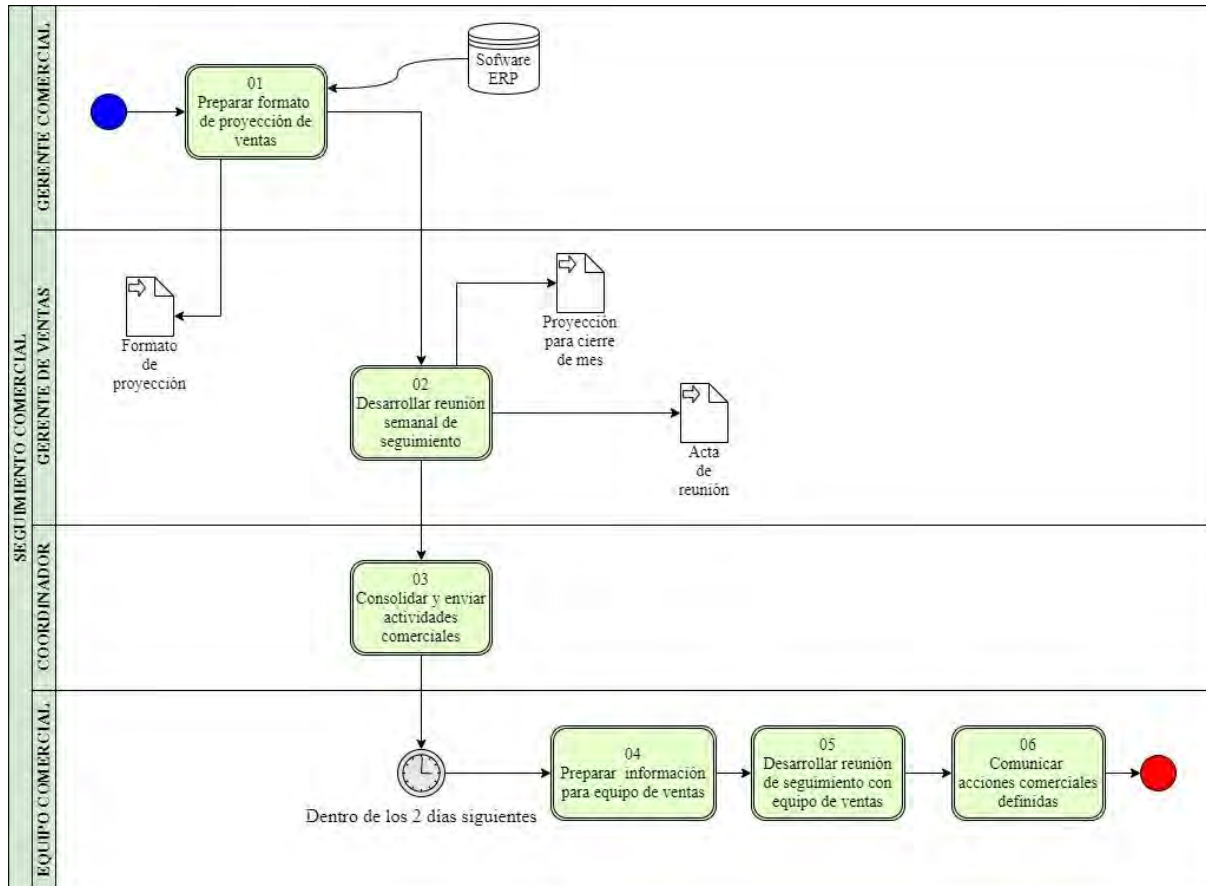 SEGUIMIENTO COMERCIAL
GERENTE COMERCIAL
01
Preparar formato
de proyección de
ventas
Sofware
ERP
GERENTE DE VENTAS
Formato
de
proyección
Proyección
para cierre
de mes
02
Desarrollar reunión
semanal de
seguimiento
Acta
de
reunión
COORDINADOR
03
Consolidar y enviar
actividades
comerciales
EQUIPO COMERCIAL
Dentro de los 2 días siguientes
04
Preparar información
para equipo de ventas
05
Desarrollar reunión
de seguimiento con
equipo de ventas
06
Comunicar
acciones comerciales
definidas